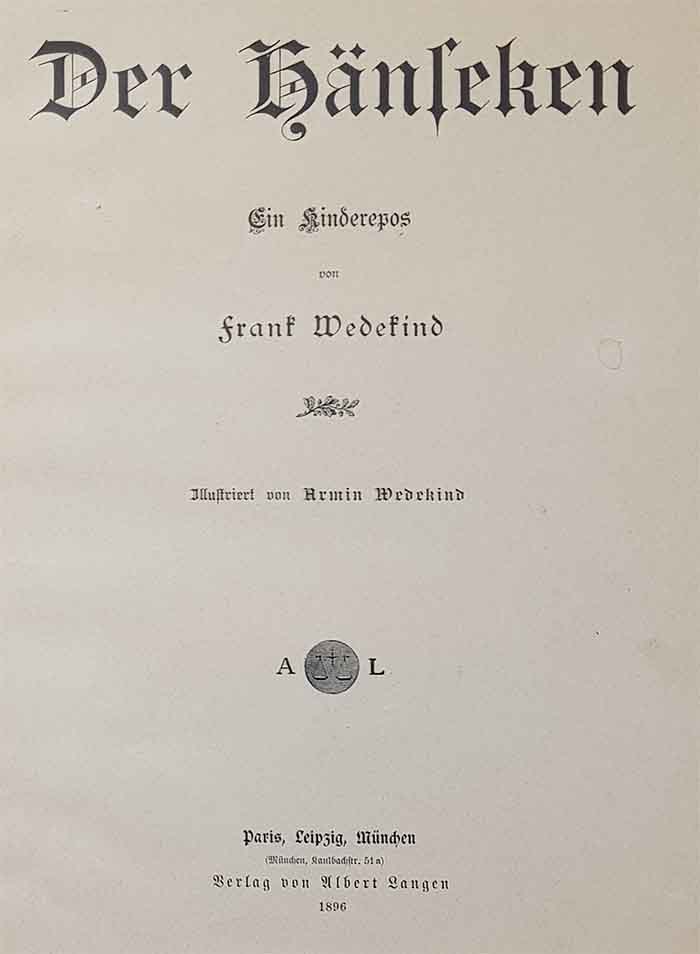 Der Hänſeken
Ein Kinderepos
von
Frank Wedekind
Illuſtriert von Armin Wedekind
A L
Paris, Leipzig, München
(München, Kaulbachſtr. 51 a)
Verlag von Albert Langen
1896